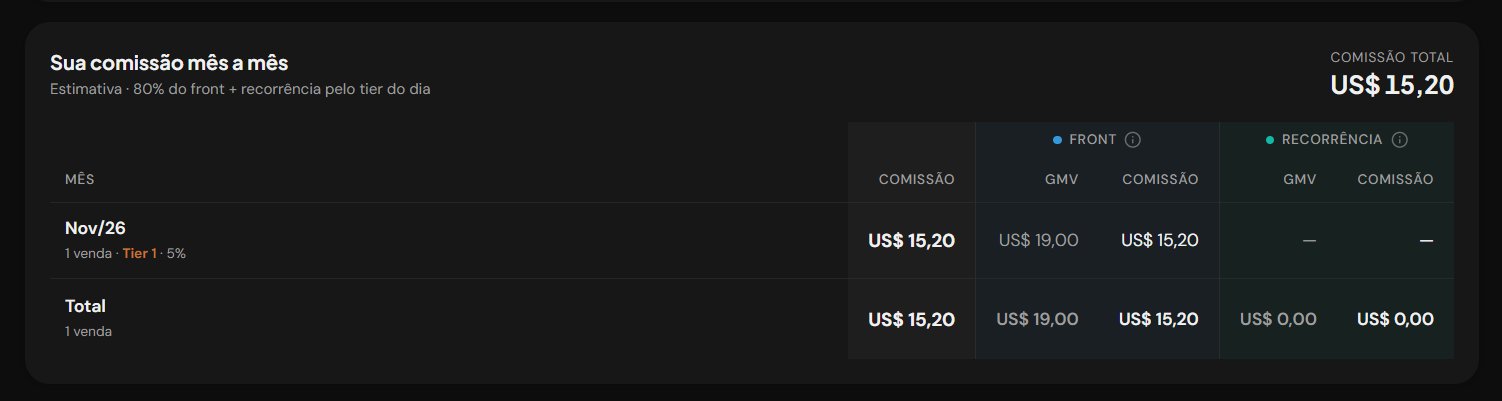 Sua comissão mês a mês
Estimativa · 80% do front + recorrência pelo tier do dia
COMISSÃO TOTAL
US$ 15,20
FRONT RECORRÊNCIA
MÊS COMISSÃO GMV COMISSÃO GMV COMISSÃO
Nov/26
1 venda · Tier 1 · 5%
US$ 15,20 US$ 19,00 US$ 15,20 — —
Total
1 venda
US$ 15,20 US$ 19,00 US$ 15,20 US$ 0,00 US$ 0,00